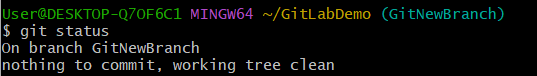 User@DESKTOP-Q7OF6C1 MINGW64 ~/GitLabDemo (GitNewBranch)
$ git status
On branch GitNewBranch
nothing to commit, working tree clean